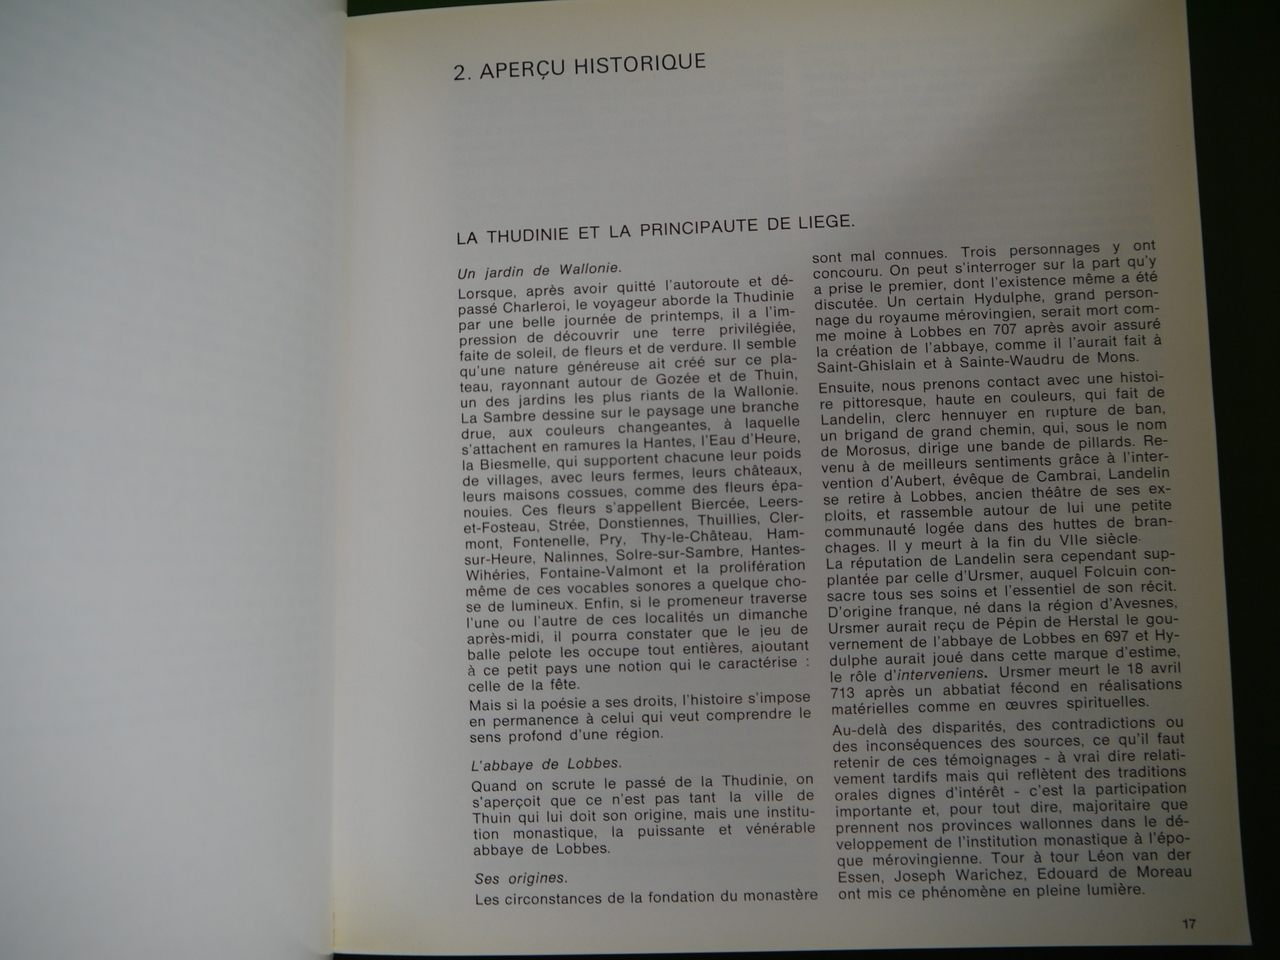 2. APERÇU HISTORIQUE
LA THUDINIE ET LA PRINCIPAUTE DE LIEGE.
Un jardin de Wallonie.
Lorsque, après avoir quitté l'autoroute et dé-
passé Charleroi, le voyageur aborde la Thudinie
par une belle journée de printemps, il a l'im-
pression de découvrir une terre privilégiée,
faite de soleil, de fleurs et de verdure. Il semble
qu'une nature généreuse ait créé sur ce pla-
teau, rayonnant autour de Gozée et de Thuin,
un des jardins les plus riants de la Wallonie.
La Sambre dessine sur le paysage une branche
drue, aux couleurs changeantes, à laquelle
s'attachent en ramures la Hantes, l'Eau d'Heure,
la Biesmelle, qui supportent chacune leur poids
de villages, avec leurs fermes, leurs châteaux,
leurs maisons cossues, comme des fleurs épa-
nouies. Ces fleurs s'appellent Biercée, Leers-
et-Fosteau, Strée, Donstiennes, Thuillies, Cler-
mont, Fontenelle, Pry, Thy-le-Château, Ham-
sur-Heure, Nalinnes, Solre-sur-Sambre, Hantes-
Wihéries, Fontaine-Valmont et la prolifération
même de ces vocables sonores a quelque cho-
se de lumineux. Enfin, si le promeneur traverse
l'une ou l'autre de ces localités un dimanche
après-midi, il pourra constater que le jeu de
balle pelote les occupe tout entières, ajoutant
à ce petit pays une notion qui le caractérise :
celle de la fête.
Mais si la poésie a ses droits, l'histoire s'impose
en permanence à celui qui veut comprendre le
sens profond d'une région.
L'abbaye de Lobbes.
Quand on scrute le passé de la Thudinie, on
s'aperçoit que ce n'est pas tant la ville de
Thuin qui lui doit son origine, mais une institu-
tion monastique, la puissante et vénérable
abbaye de Lobbes.
Ses origines.
Les circonstances de la fondation du monastère
sont mal connues. Trois personnages y ont
concouru. On peut s'interroger sur la part qu'y
a prise le premier, dont l'existence même a été
discutée. Un certain Hydulphe, grand person-
nage du royaume mérovingien, serait mort com-
me moine à Lobbes en 707 après avoir assuré
la création de l'abbaye, comme il l'aurait fait à
Saint-Ghislain et à Sainte-Waudru de Mons.
Ensuite, nous prenons contact avec une histoi-
re pittoresque, haute en couleurs, qui fait de
Landelin, clerc hennuyer en rupture de ban,
un brigand de grand chemin, qui, sous le nom
de Morosus, dirige une bande de pillards. Re-
venu à de meilleurs sentiments grâce à l'inter-
vention d'Aubert, évêque de Cambrai, Landelin
se retire à Lobbes, ancien théâtre de ses ex-
ploits, et rassemble autour de lui une petite
communauté logée dans des huttes de bran-
chages. Il y meurt à la fin du VIIe siècle.
La réputation de Landelin sera cependant sup-
plantée par celle d'Ursmer, auquel Folcuin con-
sacre tous ses soins et l'essentiel de son récit.
D'origine franque, né dans la région d'Avesnes,
Ursmer aurait reçu de Pépin de Herstal le gou-
vernement de l'abbaye de Lobbes en 697 et Hy-
dulphe aurait joué dans cette marque d'estime,
le rôle d'interveniens. Ursmer meurt le 18 avril
713 après un abbatiat fécond en réalisations
matérielles comme en œuvres spirituelles.
Au-delà des disparités, des contradictions ou
des inconséquences des sources, ce qu'il faut
retenir de ces témoignages - à vrai dire relati-
vement tardifs mais qui reflètent des traditions
orales dignes d'intérêt - c'est la participation
importante et, pour tout dire, majoritaire que
prennent nos provinces wallonnes dans le dé-
veloppement de l'institution monastique à l'épo-
que mérovingienne. Tour à tour Léon van der
Essen, Joseph Warichez, Edouard de Moreau
ont mis ce phénomène en pleine lumière.
17